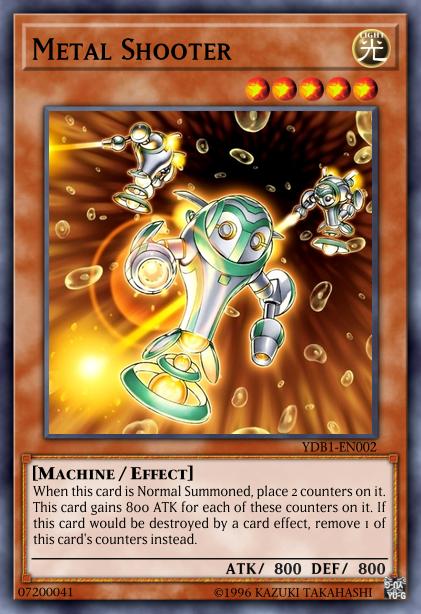 Metal Shooter
LIGHT
光
YDB1-EN002
[Machine / Effect]
When this card is Normal Summoned, place 2 counters on it.
This card gains 800 ATK for each of these counters on it. If
this card would be destroyed by a card effect, remove 1 of
this card's counters instead.
ATK/ 800 DEF/ 800
07200041
©1996 KAZUKI TAKAHASHI